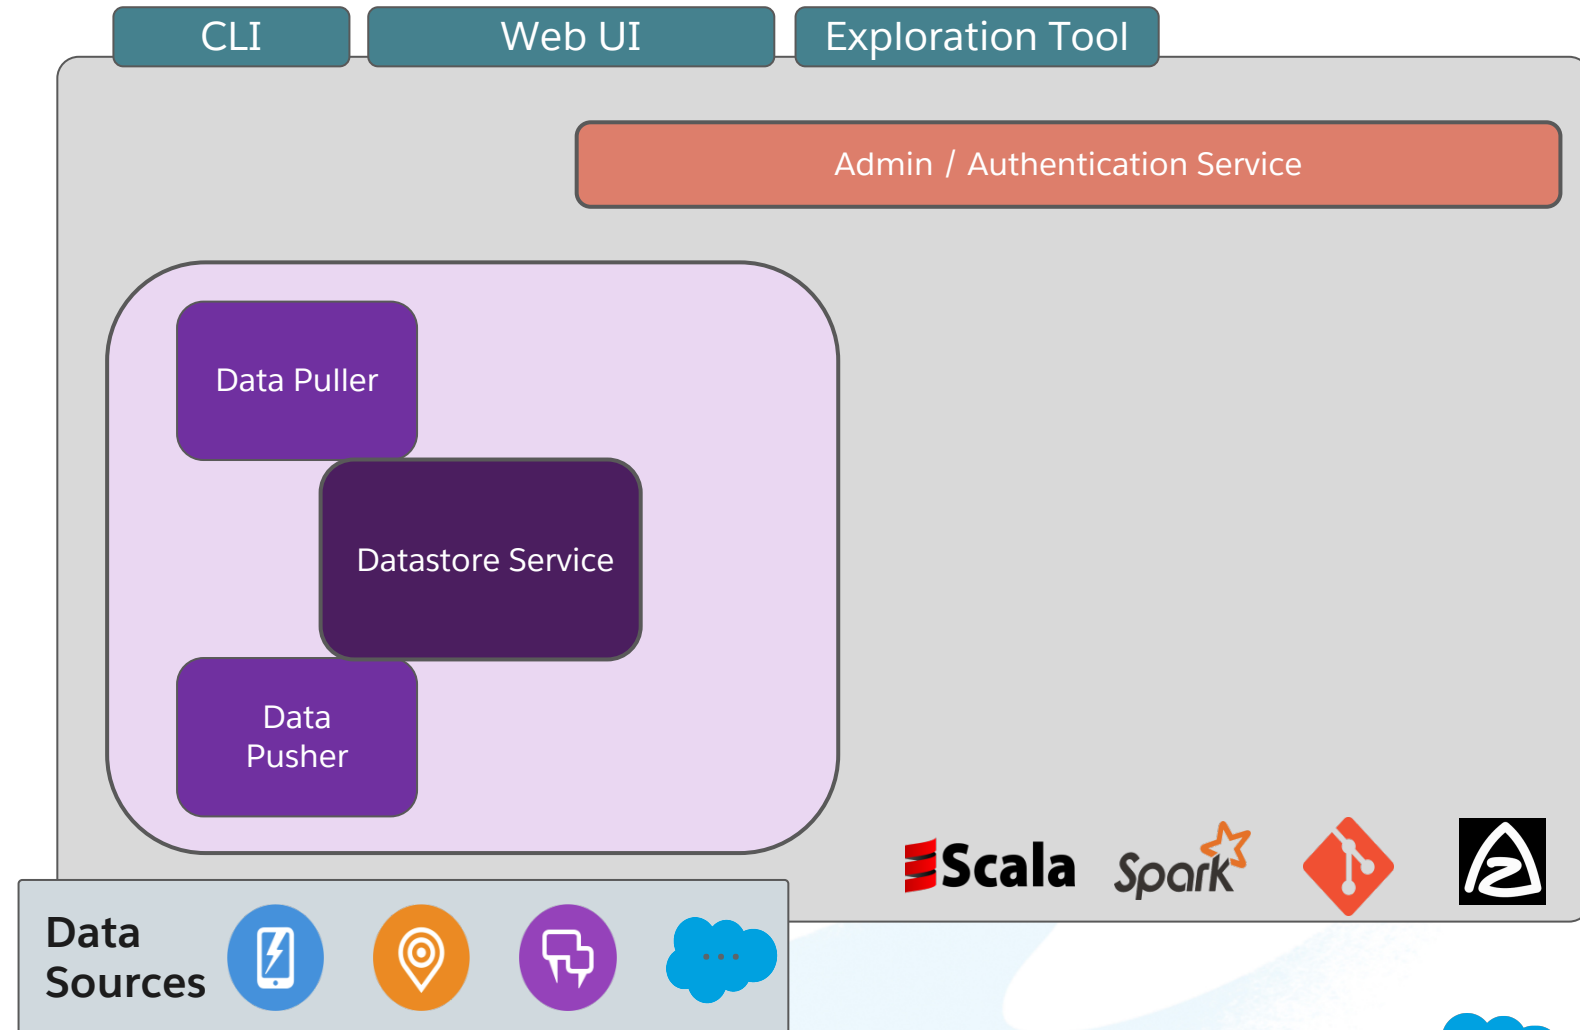 CLI
Web UI
Exploration Tool
Admin / Authentication Service
Data Puller
Datastore Service
Data
Pusher
Scala
Spark
Data
Sources
...